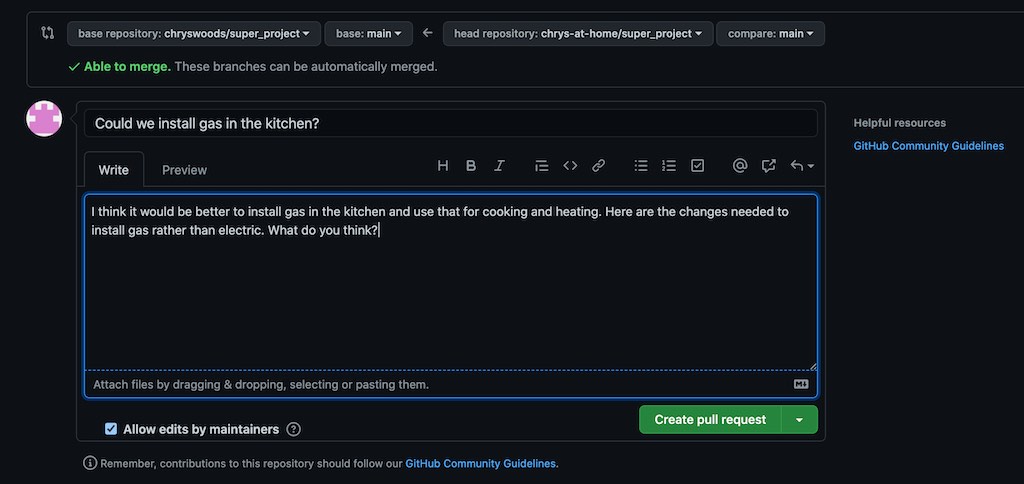 base repository: chryswoods/super_project base: main head repository: chrys-at-home/super_project compare: main
Able to merge. These branches can be automatically merged.
Could we install gas in the kitchen?
Helpful resources
GitHub Community Guidelines
Write Preview H B I @
I think it would be better to install gas in the kitchen and use that for cooking and heating. Here are the changes needed to
install gas rather than electric. What do you think?
Attach files by dragging & dropping, selecting or pasting them. M↓
Allow edits by maintainers ?
Create pull request
Remember, contributions to this repository should follow our GitHub Community Guidelines.